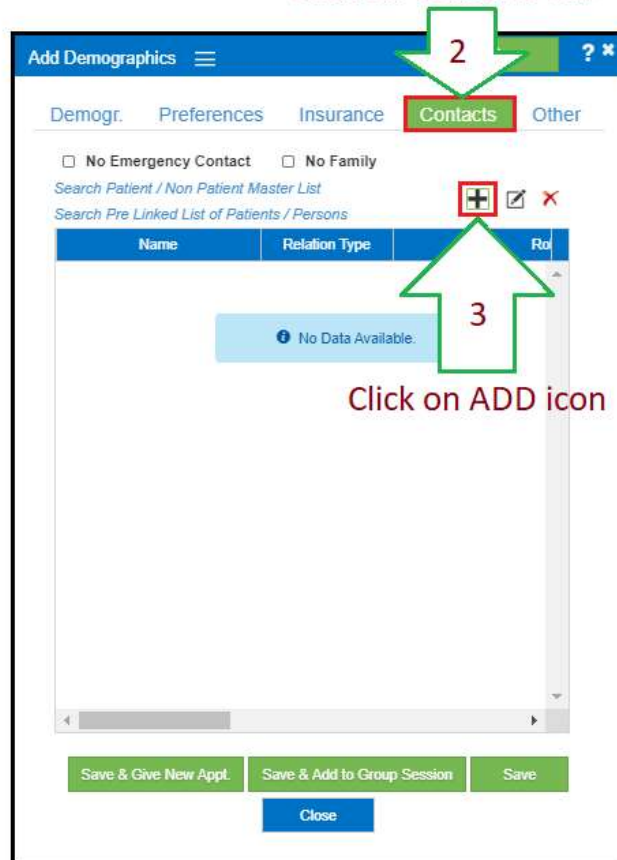 2
Add Demographics
? ×
Demogr. Preferences Insurance Contacts Other
No Emergency Contact No Family
Search Patient / Non Patient Master List
Search Pre Linked List of Patients / Persons
Name Relation Type Ro
No Data Available.
3
Click on ADD icon
Save & Give New Appt. Save & Add to Group Session Save
Close